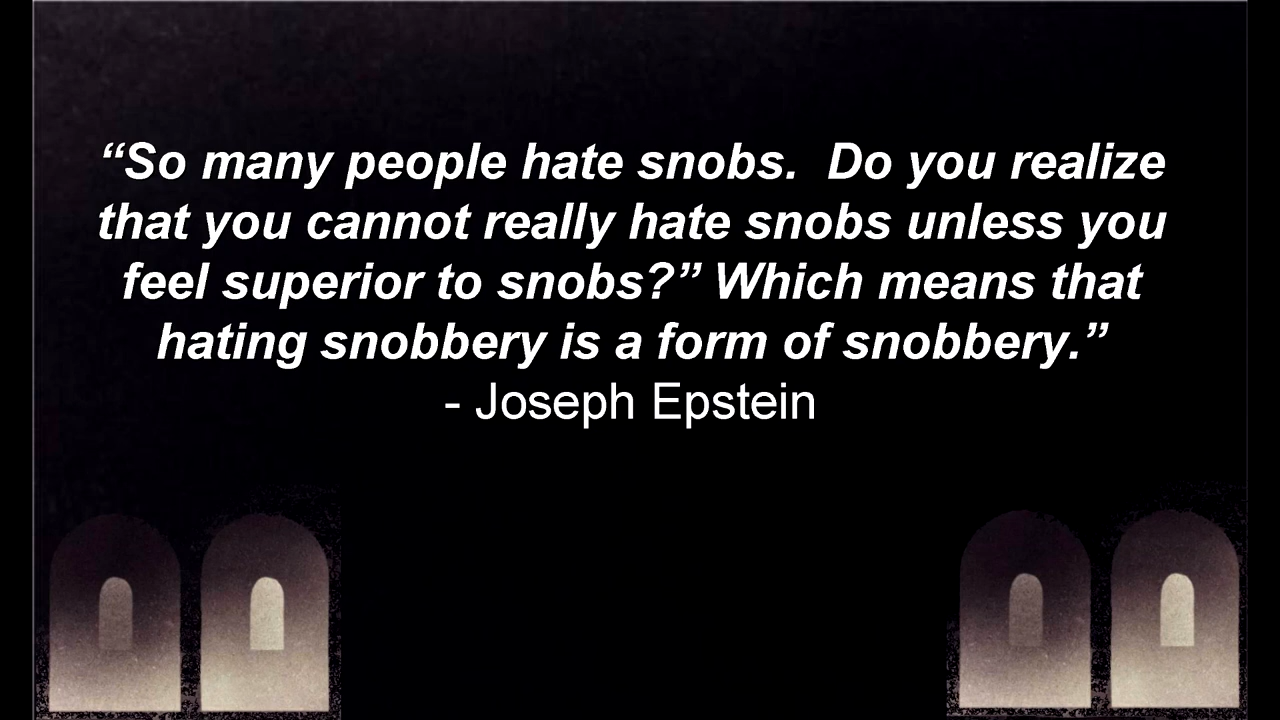 “So many people hate snobs.  Do you realize
that you cannot really hate snobs unless you
feel superior to snobs?” Which means that
hating snobbery is a form of snobbery.”
- Joseph Epstein